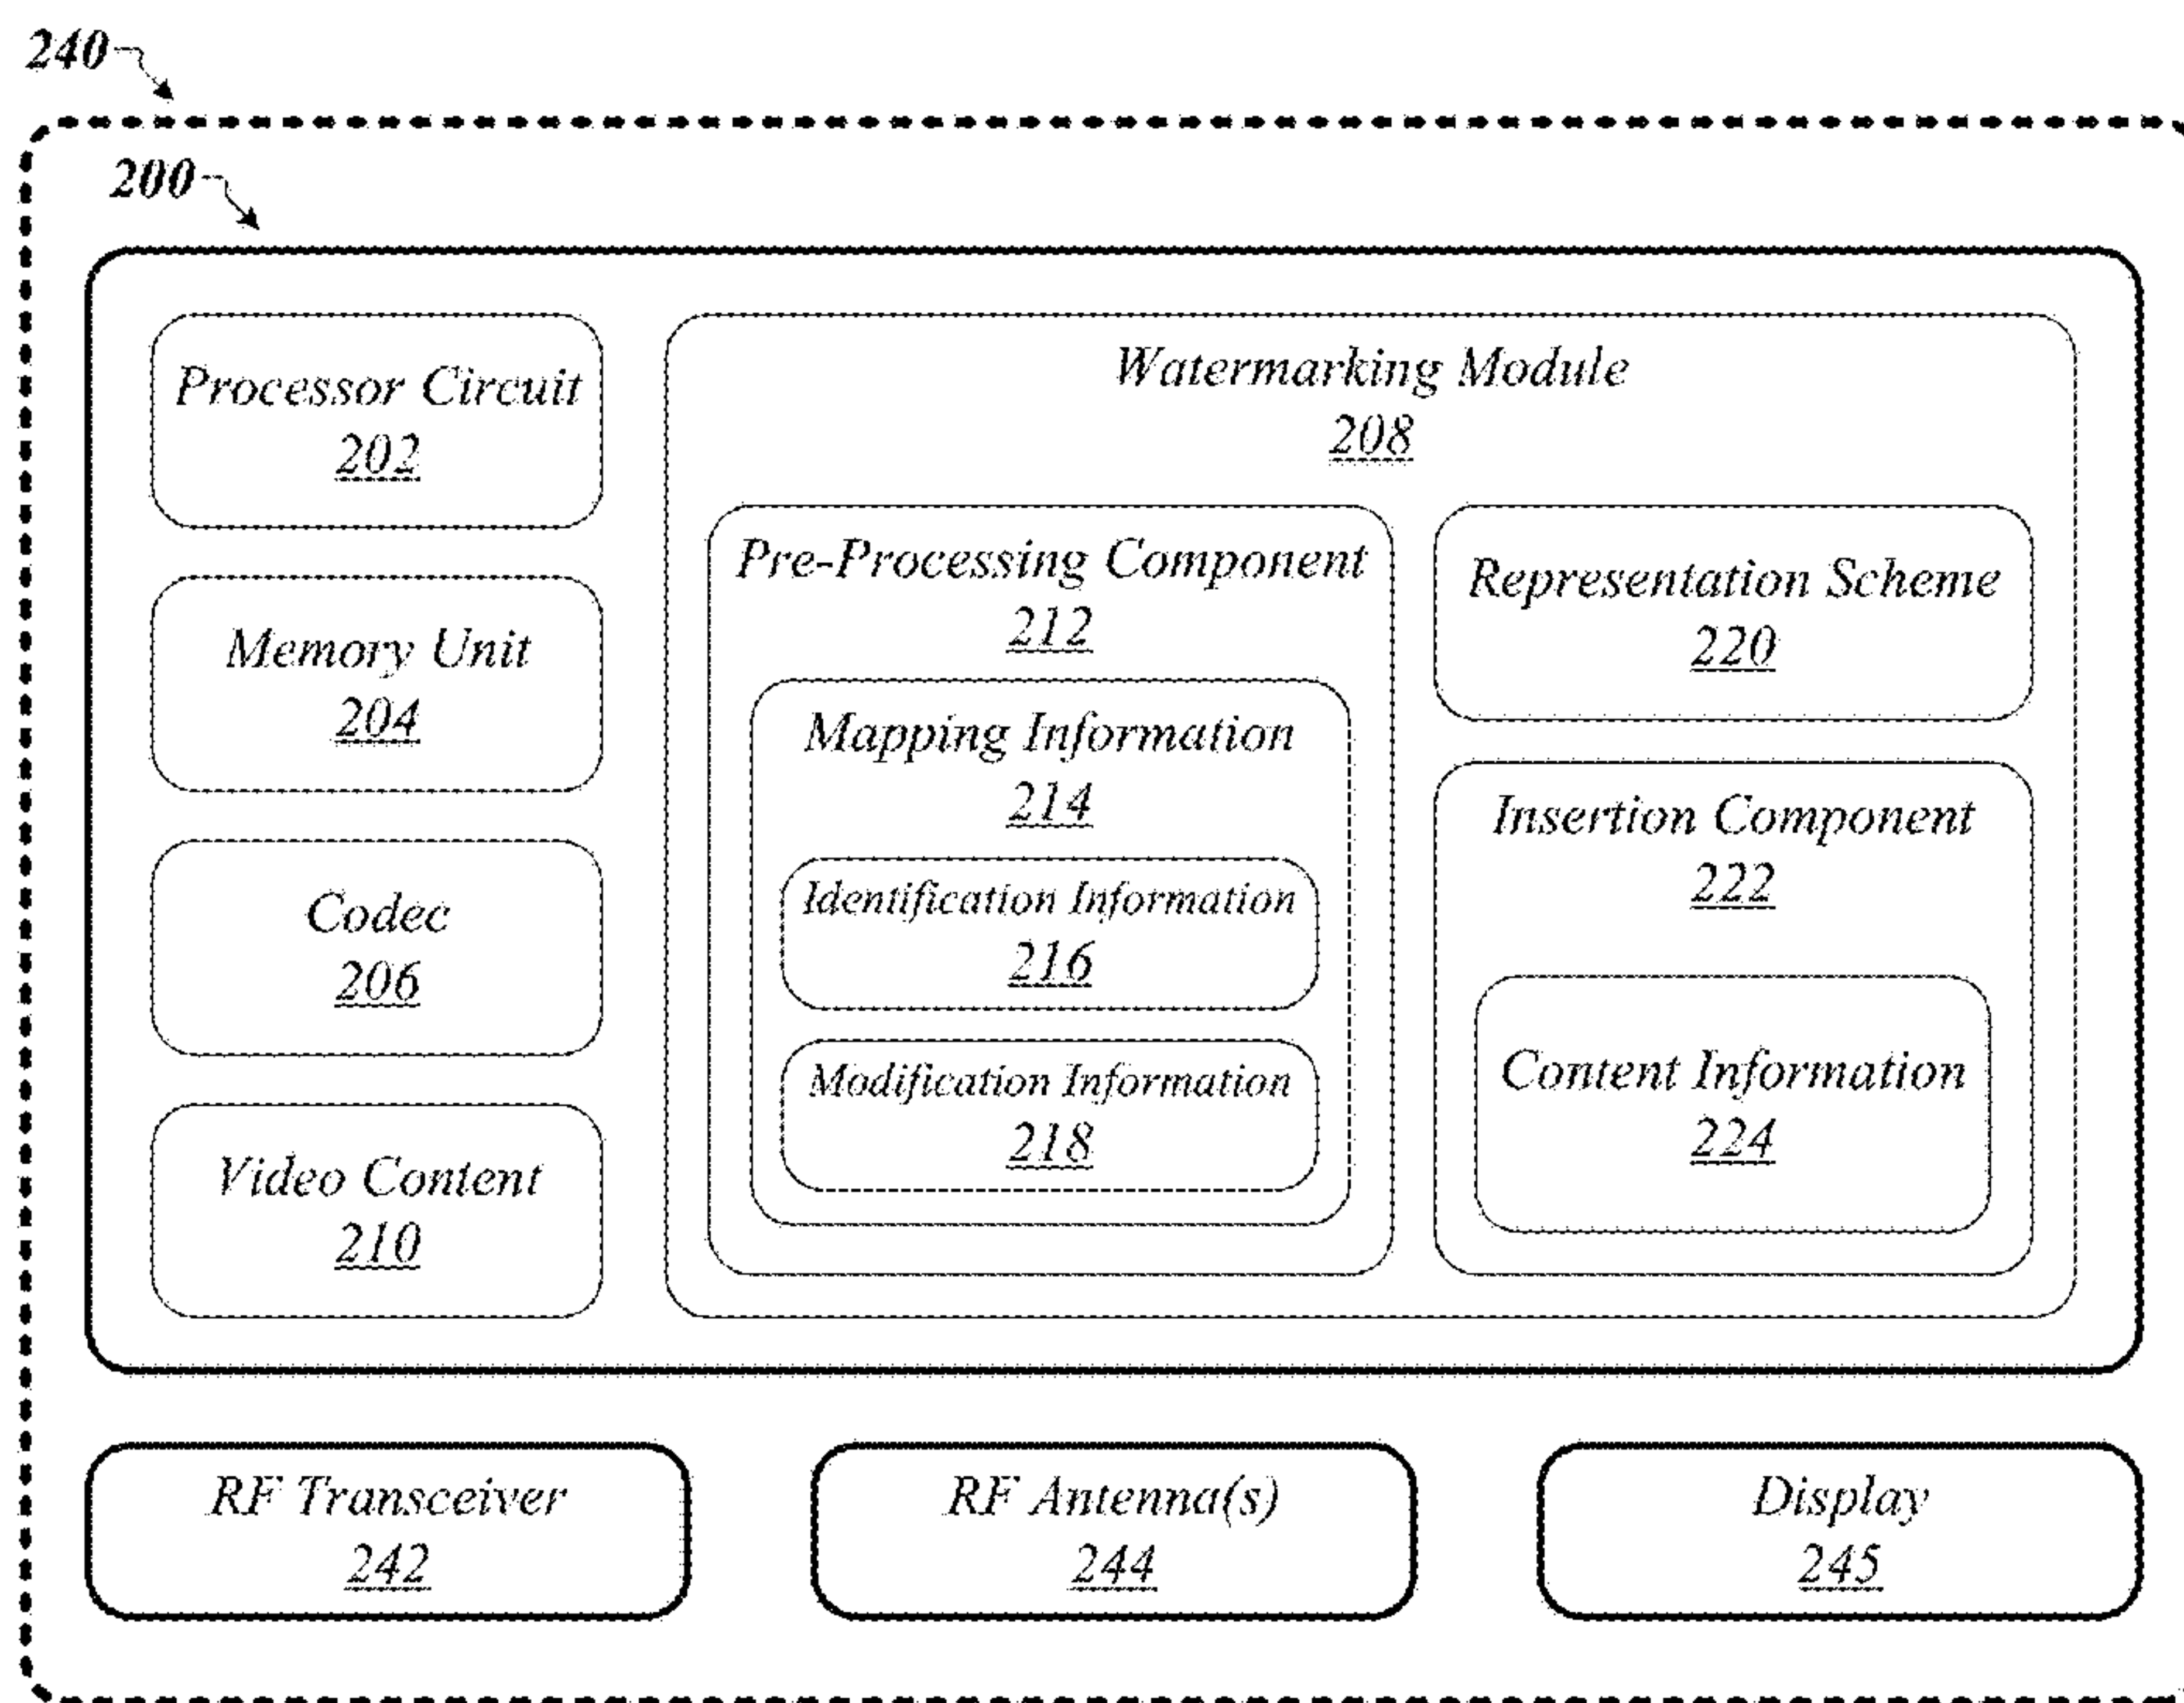 240
200
Processor Circuit
202
Memory Unit
204
Codec
206
Video Content
210
Watermarking Module
208
Pre-Processing Component
212
Mapping Information
214
Identification Information
216
Modification Information
218
Representation Scheme
220
Insertion Component
222
Content Information
224
RF Transceiver
242
RF Antenna(s)
244
Display
245